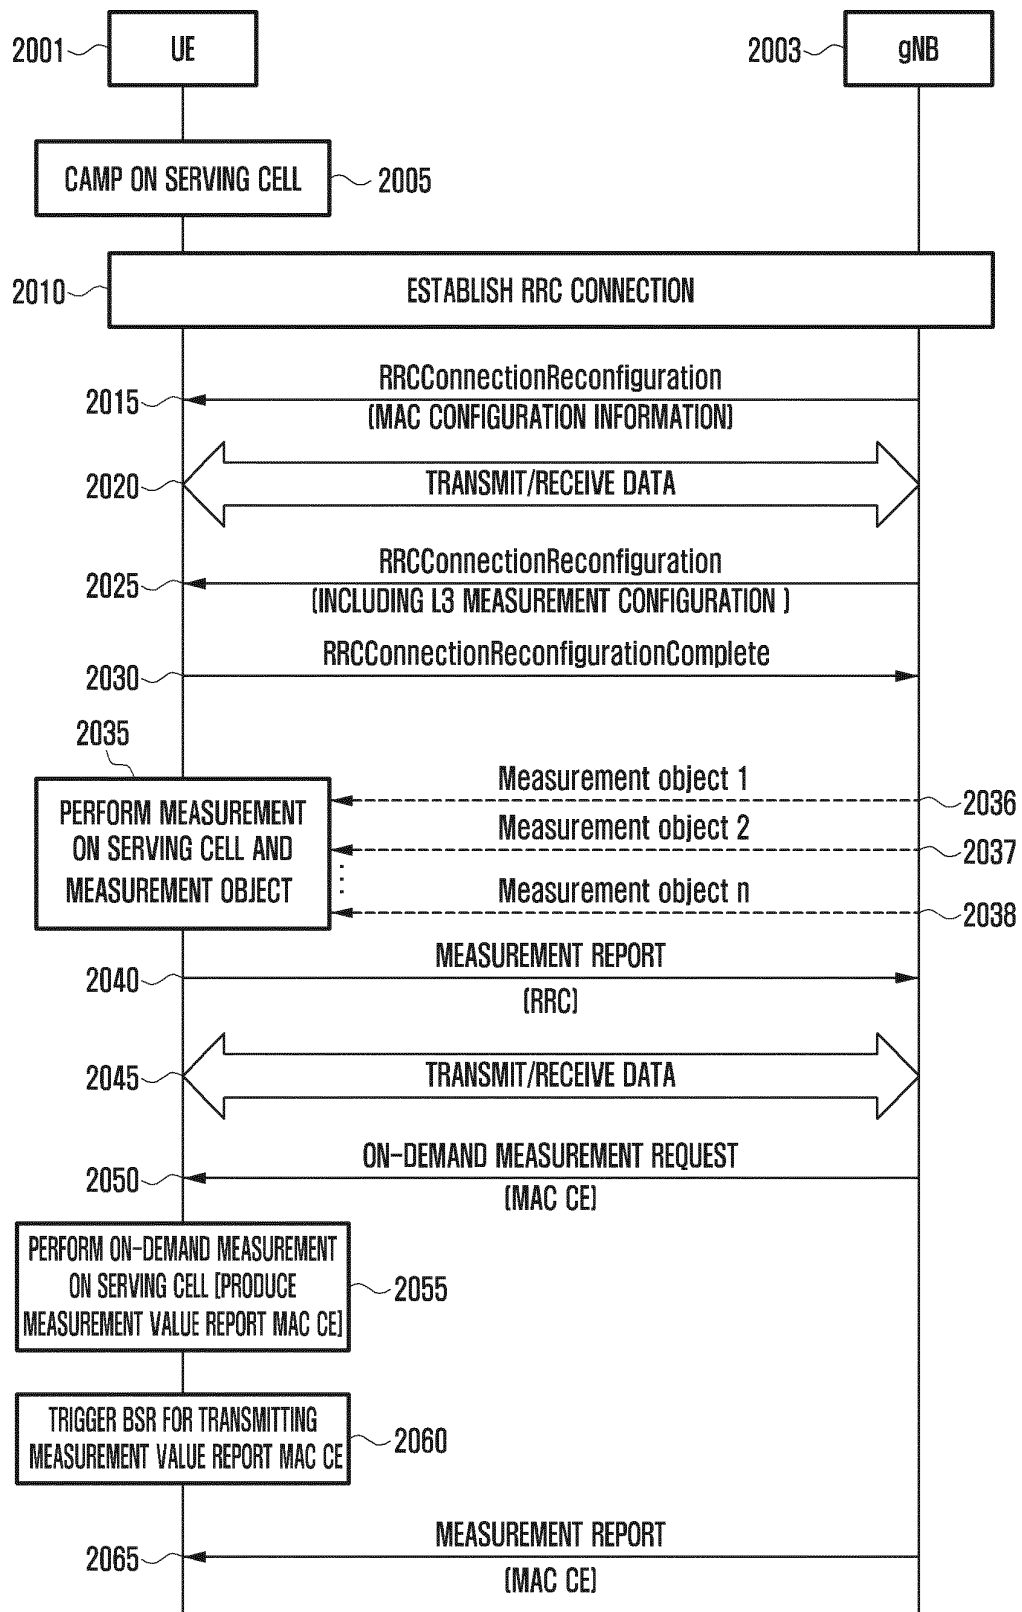 2001 UE 2003 gNB
CAMP ON SERVING CELL 2005
2010 ESTABLISH RRC CONNECTION
RRCConnectionReconfiguration
2015
(MAC CONFIGURATION INFORMATION)
2020 TRANSMIT/RECEIVE DATA
RRCConnectionReconfiguration
2025
(INCLUDING L3 MEASUREMENT CONFIGURATION )
RRCConnectionReconfigurationComplete
2030
2035
PERFORM MEASUREMENT
ON SERVING CELL AND
MEASUREMENT OBJECT
Measurement object 1
2036
Measurement object 2
2037
⋮
Measurement object n
2038
MEASUREMENT REPORT
2040
(RRC)
2045 TRANSMIT/RECEIVE DATA
ON-DEMAND MEASUREMENT REQUEST
2050
(MAC CE)
PERFORM ON-DEMAND MEASUREMENT
ON SERVING CELL [PRODUCE
MEASUREMENT VALUE REPORT MAC CE]
2055
TRIGGER BSR FOR TRANSMITTING
MEASUREMENT VALUE REPORT MAC CE
2060
MEASUREMENT REPORT
2065
(MAC CE)